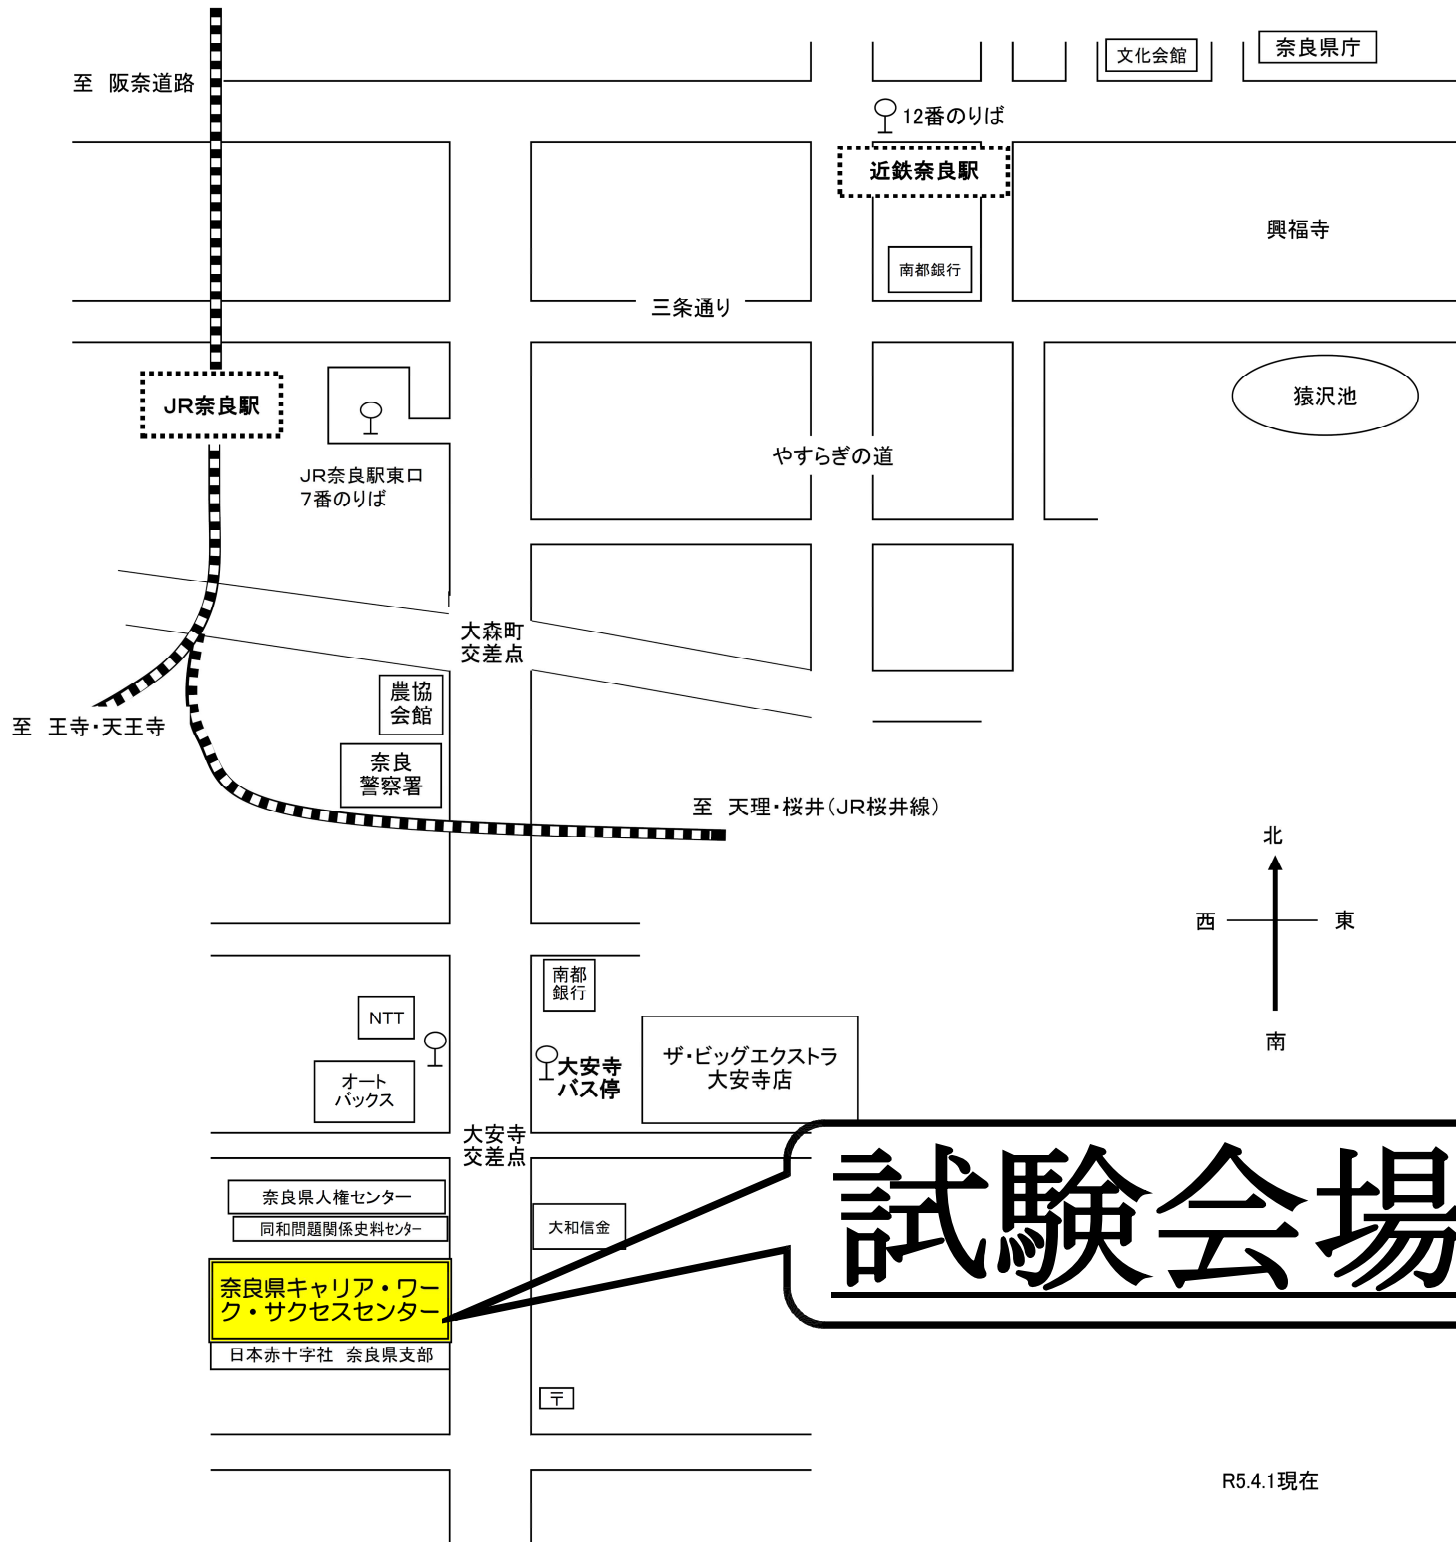 文化会館
奈良県庁
至　阪奈道路
12番のりば
近鉄奈良駅
興福寺
南都銀行
三条通り
JR奈良駅
猿沢池
やすらぎの道
JR奈良駅東口
7番のりば
大森町
交差点
農協
会館
至　王寺・天王寺
奈良
警察署
至　天理・桜井（JR桜井線）
北
西
東
南
南都
銀行
NTT
大安寺
バス停
ザ・ビッグエクストラ
大安寺店
オート
バックス
大安寺
交差点
試験会場
奈良県人権センター
同和問題関係史料センター
大和信金
奈良県キャリア・ワー
ク・サクセスセンター
日本赤十字社　奈良県支部
〒
R5.4.1現在